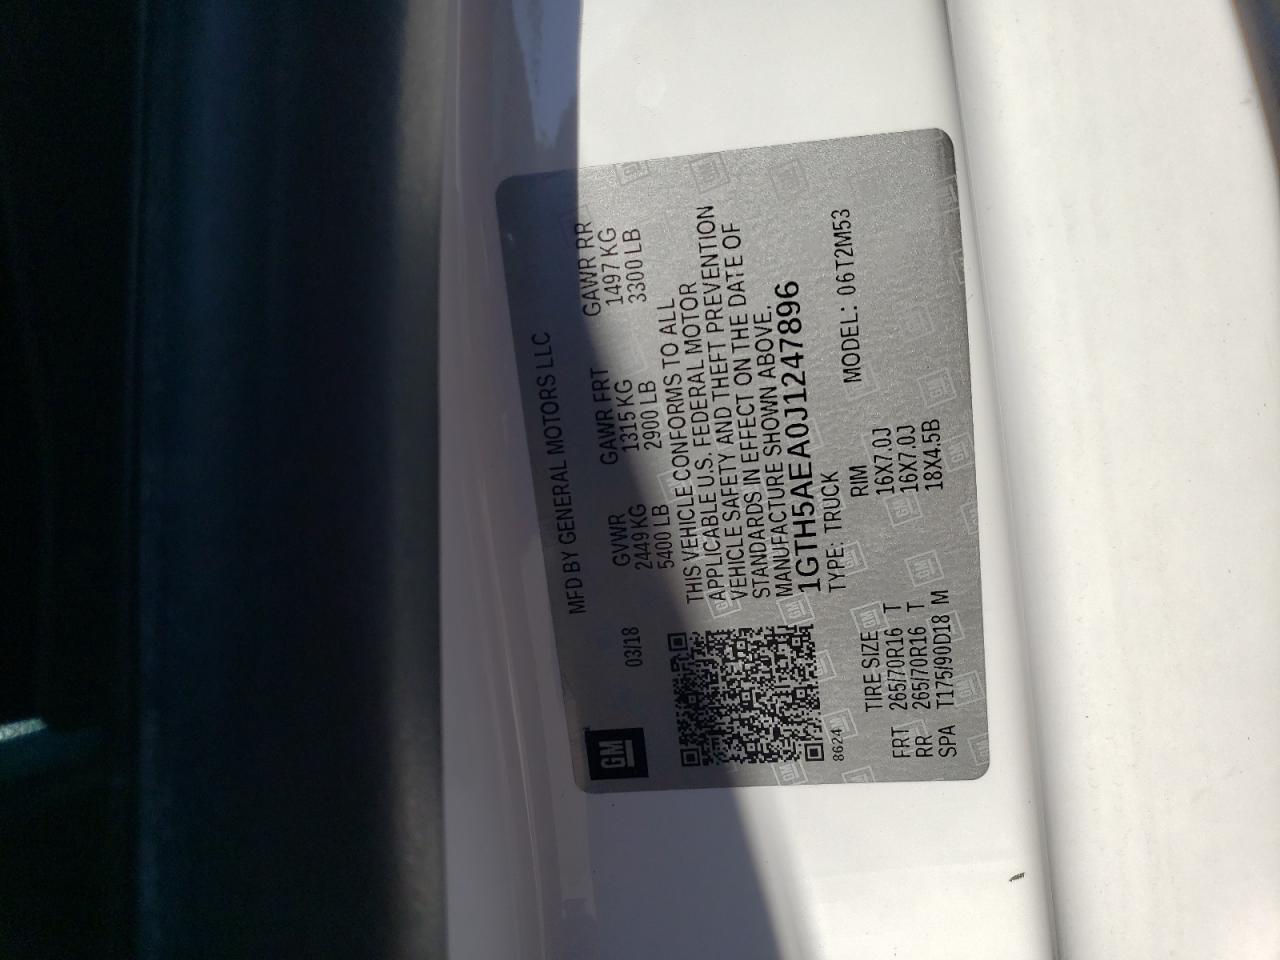 GM
MFD BY GENERAL MOTORS LLC
03/18 GVWR GAWR FRT GAWR RR
2449 KG 1315 KG 1497 KG
5400 LB 2900 LB 3300 LB
THIS VEHICLE CONFORMS TO ALL
APPLICABLE U.S. FEDERAL MOTOR
VEHICLE SAFETY AND THEFT PREVENTION
STANDARDS IN EFFECT ON THE DATE OF
MANUFACTURE SHOWN ABOVE.
1GTH5AEA0J1247896
8624 TYPE: TRUCK MODEL: 06T2M53
TIRE SIZE RIM
FRT 265/70R16 T 16X7.0J
RR 265/70R16 T 16X7.0J
SPA T175/90D18 M 18X4.5B